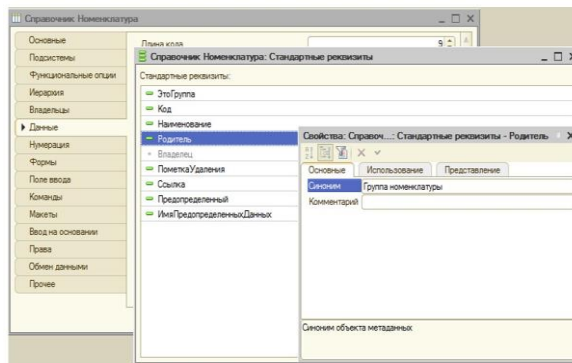 Справочник Номенклатура
Основные
Подсистемы
Функциональные опции
Иерархия
Владельцы
Данные
Нумерация
Формы
Поле ввода
Команды
Макеты
Ввод на основании
Права
Обмен данными
Прочее
Длина кода
9
Справочник Номенклатура: Стандартные реквизиты
Стандартные реквизиты:
ЭтоГруппа
Код
Наименование
Родитель
Владелец
ПометкаУдаления
Ссылка
Предопределенный
ИмяПредопределенныхДанных
Свойства: Справоч...: Стандартные реквизиты - Родитель
Основные Использование Представление
Синоним Группа номенклатуры
Комментарий
Синоним объекта метаданных